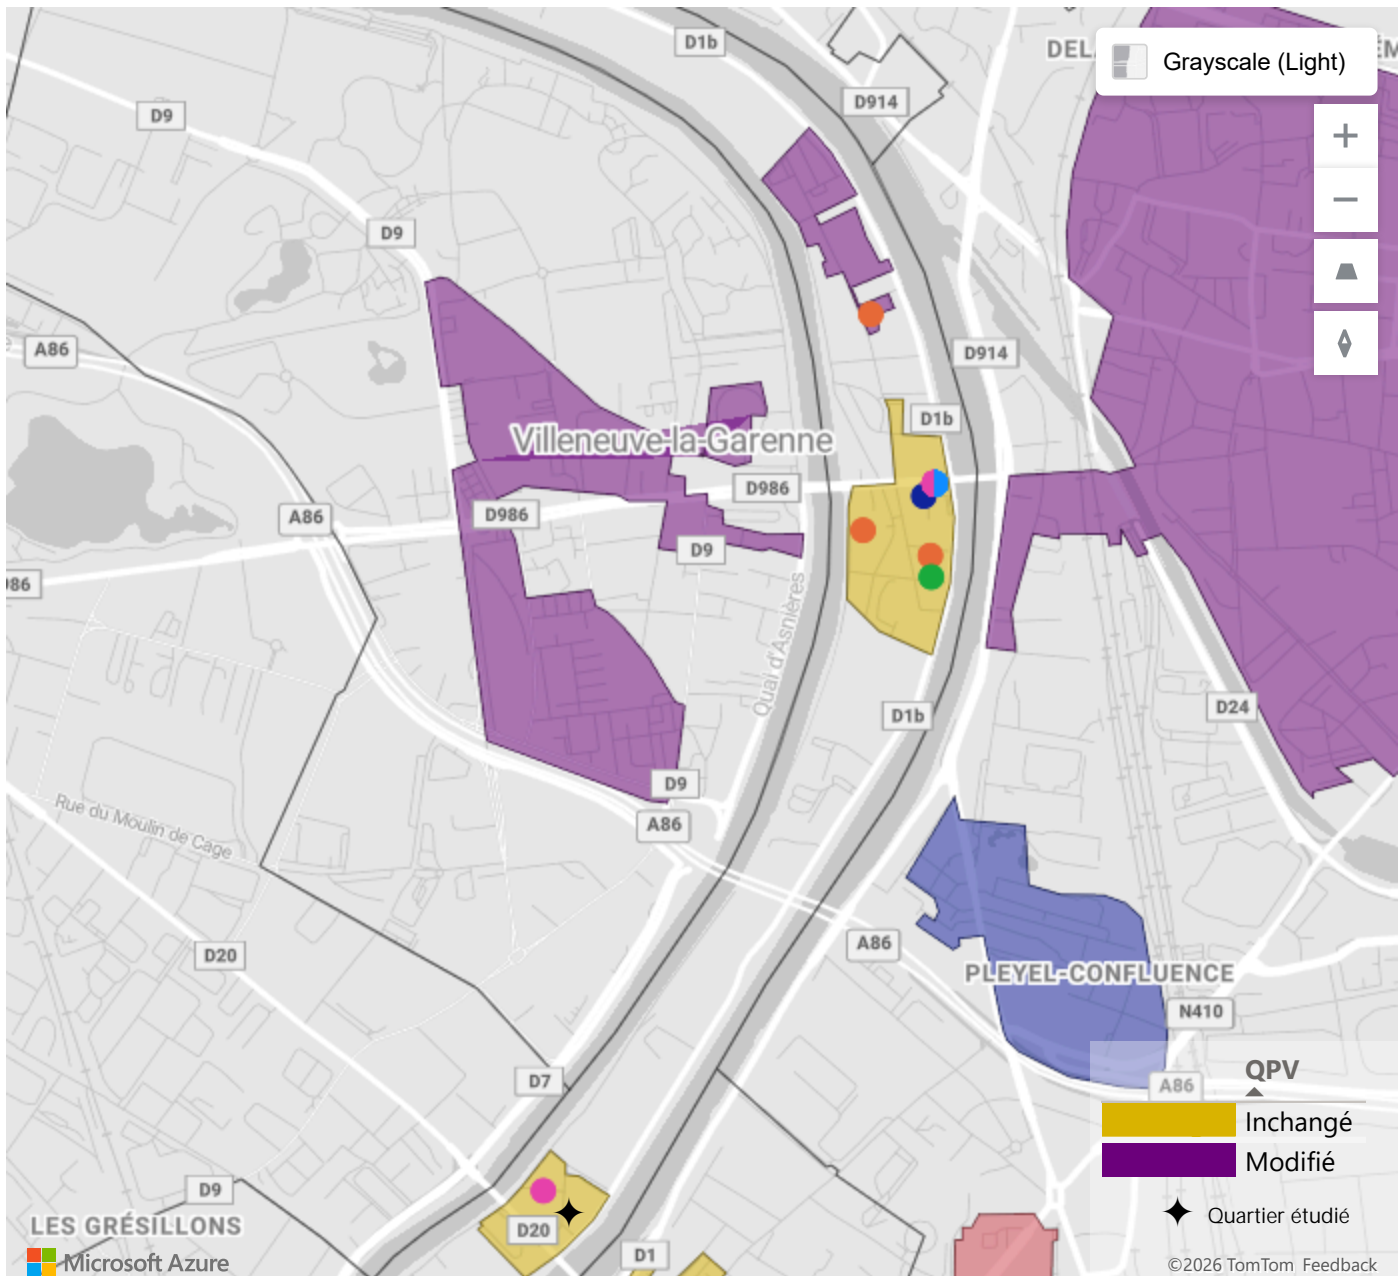 D1b
DEL
ÉM
Grayscale (Light)
D914
D9
D9
A86
D914
D1b
Villeneuve-la-Garenne
D986
D986
A86
D9
986
Quai d'Asnières
D24
D1b
D9
Rue du Moulin de Cage
A86
D20
A86
PLEYEL-CONFLUENCE
N410
QPV
D7
A86
Inchangé
Modifié
D9
Quartier étudié
LES GRÉSILLONS
D20
D1
Microsoft Azure
©2026 TomTom Feedback